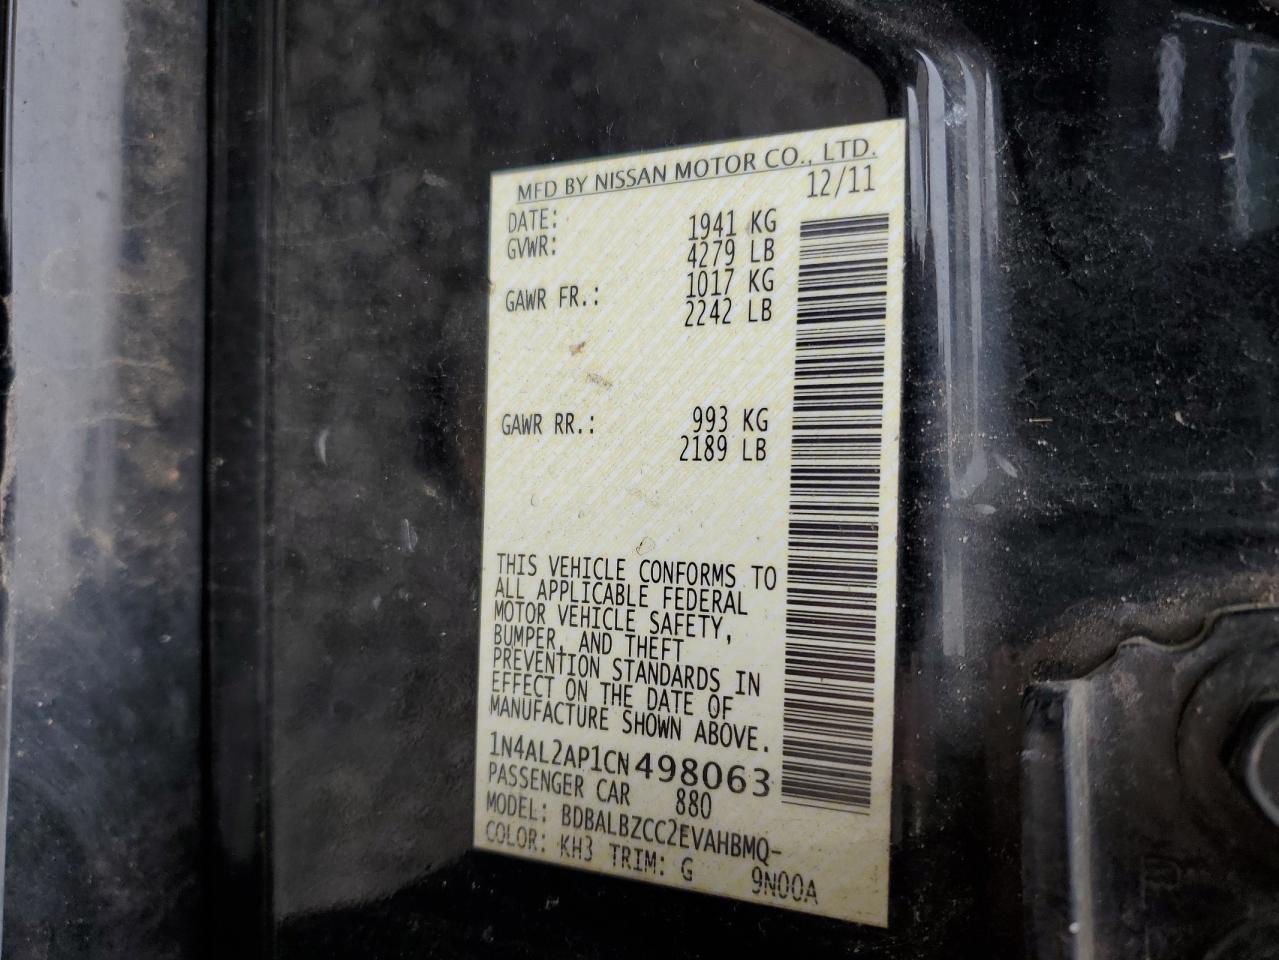 MFD BY NISSAN MOTOR CO., LTD.
DATE: 12/11
GVWR: 1941 KG
4279 LB
GAWR FR.: 1017 KG
2242 LB
GAWR RR.: 993 KG
2189 LB
THIS VEHICLE CONFORMS TO
ALL APPLICABLE FEDERAL
MOTOR VEHICLE SAFETY,
BUMPER, AND THEFT
PREVENTION STANDARDS IN
EFFECT ON THE DATE OF
MANUFACTURE SHOWN ABOVE.
1N4AL2AP1CN498063
PASSENGER CAR 880
MODEL: BDBALBZCC2EVAHBMQ-
COLOR: KH3 TRIM: G 9N00A